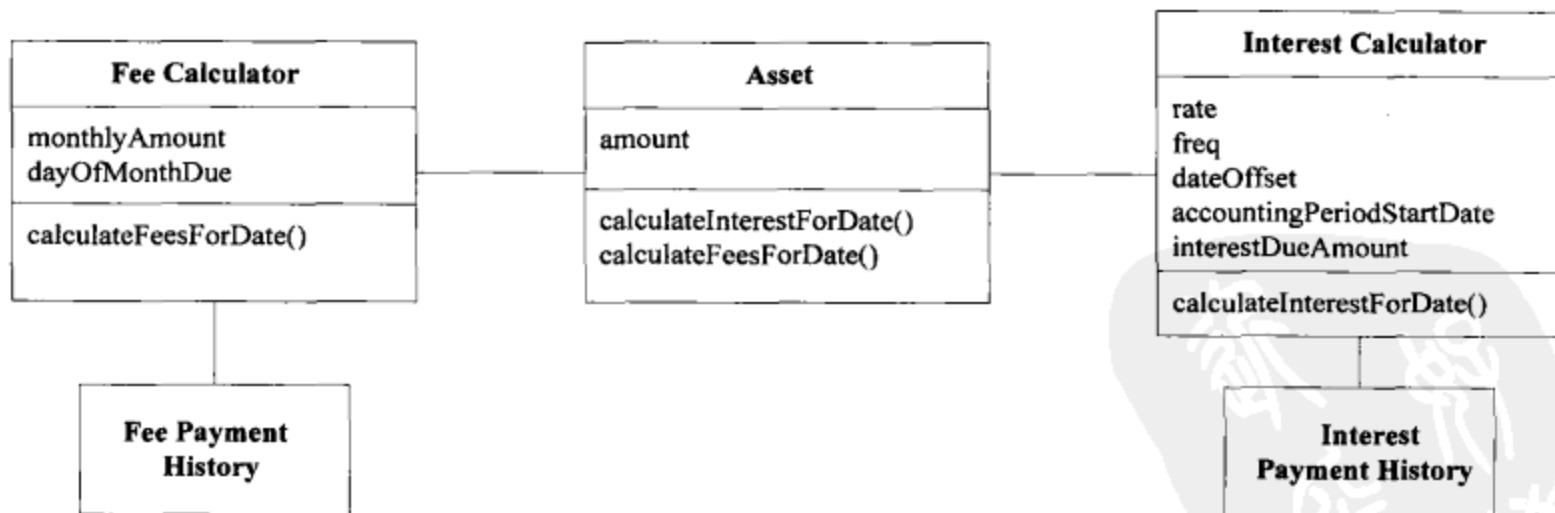 Fee Calculator
monthlyAmount
dayOfMonthDue
calculateFeesForDate()
Fee Payment
History
Asset
amount
calculateInterestForDate()
calculateFeesForDate()
Interest Calculator
rate
freq
dateOffset
accountingPeriodStartDate
interestDueAmount
calculateInterestForDate()
Interest
Payment History